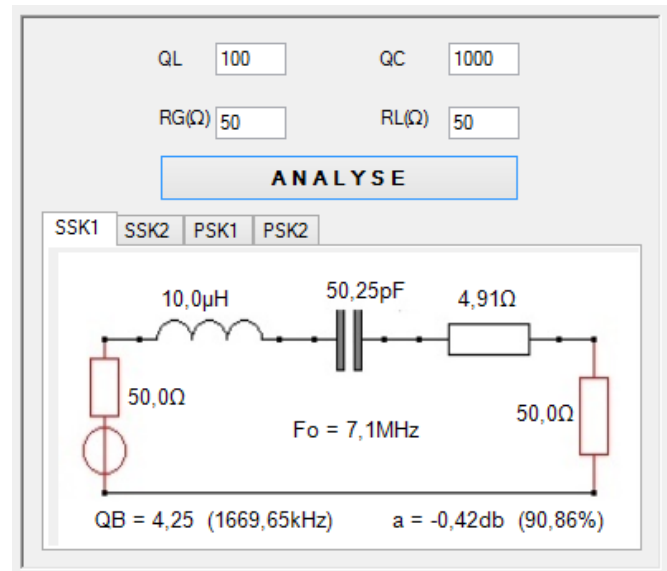 QL 100 QC 1000
RG(Ω) 50 RL(Ω) 50
ANALYSE
SSK1 SSK2 PSK1 PSK2
10,0µH 50,25pF 4,91Ω
50,0Ω 50,0Ω
Fo = 7,1MHz
QB = 4,25 (1669,65kHz) a = -0,42db (90,86%)